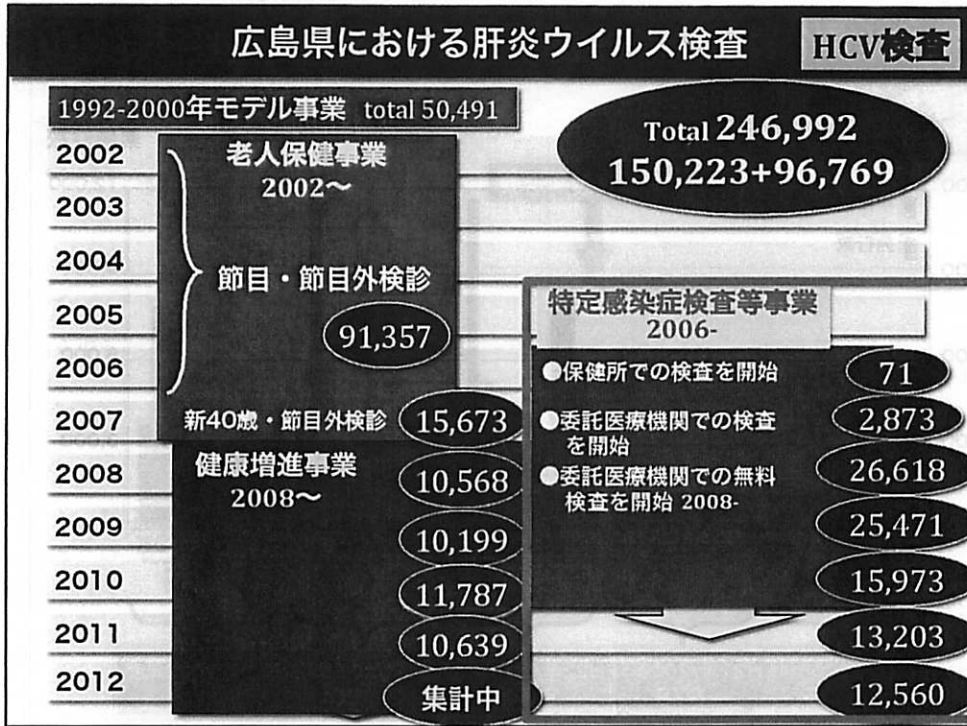 広島県における肝炎ウイルス検査
HCV検査
1992-2000年モデル事業 total 50,491
Total 246,992
150,223+96,769
2002
2003
2004
2005
2006
2007
2008
2009
2010
2011
2012
老人保健事業
2002～
節目・節目外検診
91,357
新40歳・節目外検診
15,673
健康増進事業
2008～
10,568
10,199
11,787
10,639
集計中
特定感染症検査等事業
2006-
●保健所での検査を開始
71
●委託医療機関での検査
を開始
2,873
●委託医療機関での無料
検査を開始 2008-
26,618
25,471
15,973
13,203
12,560